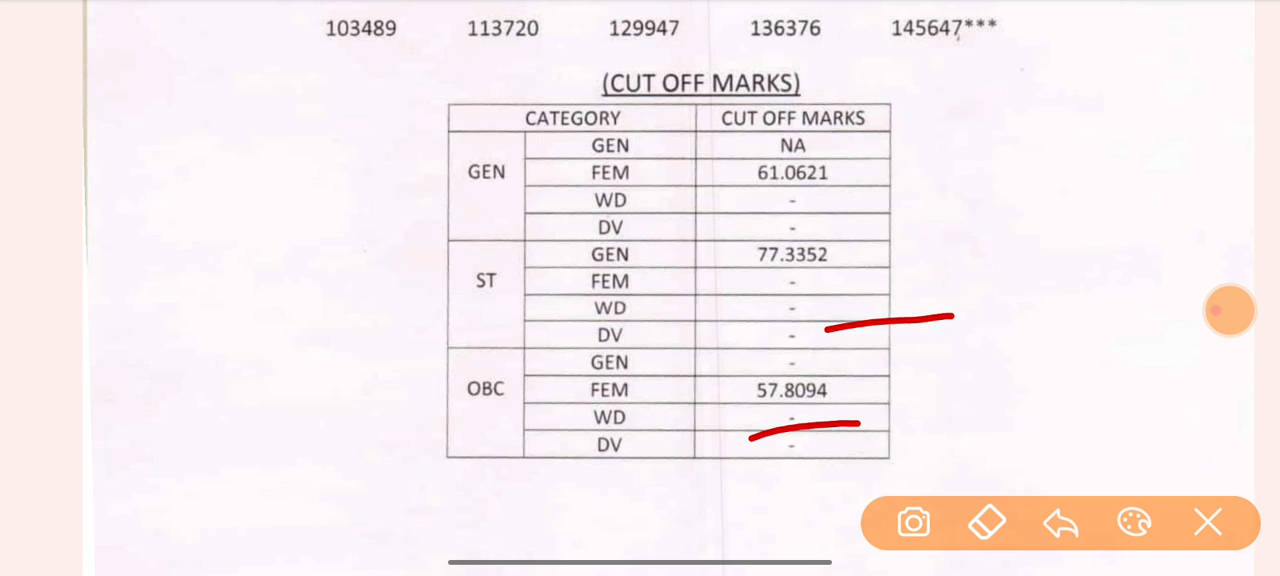 103489 113720 129947 136376 145647***
(CUT OFF MARKS)
CATEGORY CUT OFF MARKS
GEN GEN NA
FEM 61.0621
WD -
DV -
ST GEN 77.3352
FEM -
WD -
DV -
OBC GEN -
FEM 57.8094
WD -
DV -